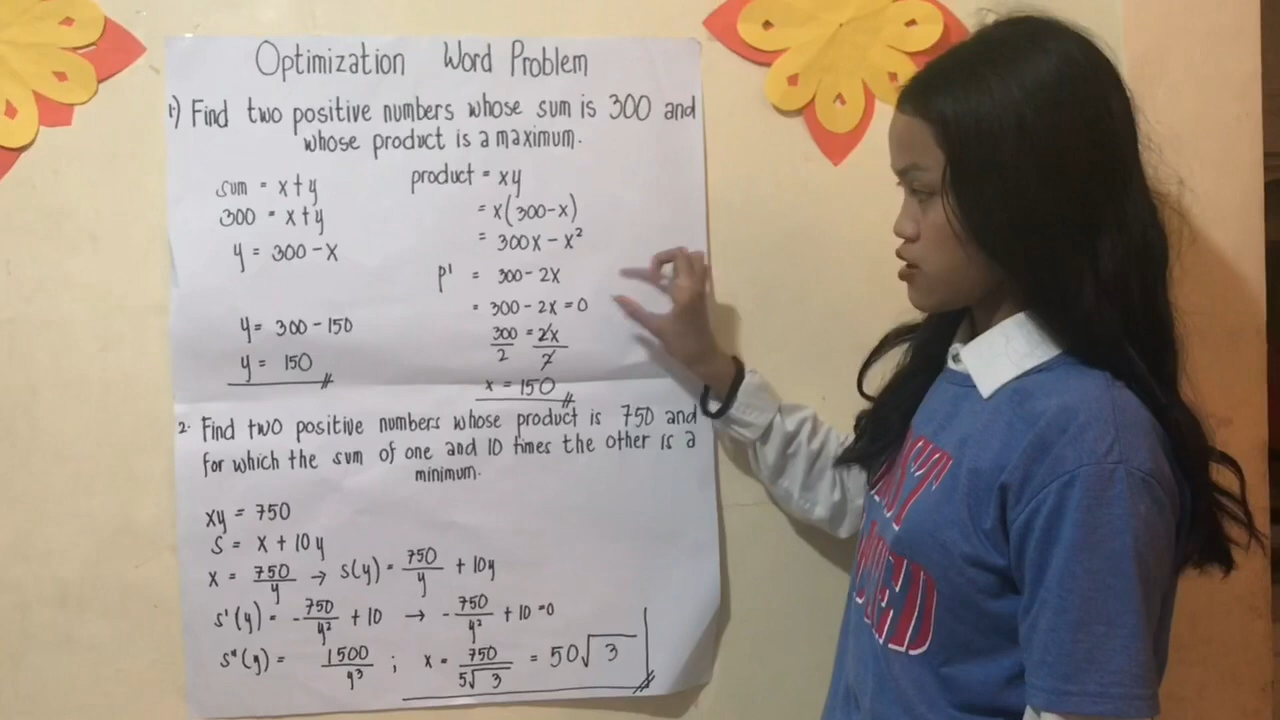 Optimization Word Problem
1) Find two positive numbers whose sum is 300 and
whose product is a maximum.
sum = x+y
300 = x+y
y = 300 - x
y = 300 - 150
y = 150
product = xy
= x(300-x)
= 300x - x²
p' = 300 - 2x
= 300 - 2x = 0
300/2 = 2x/2
x = 150
2. Find two positive numbers whose product is 750 and
for which the sum of one and 10 times the other is a
minimum.
xy = 750
s = x + 10y
x = 750/y → s(y) = 750/y + 10y
s'(y) = -750/y² + 10 → -750/y² + 10 = 0
s"(y) = 1500/y³ ; x = 750/5√3 = 50√3